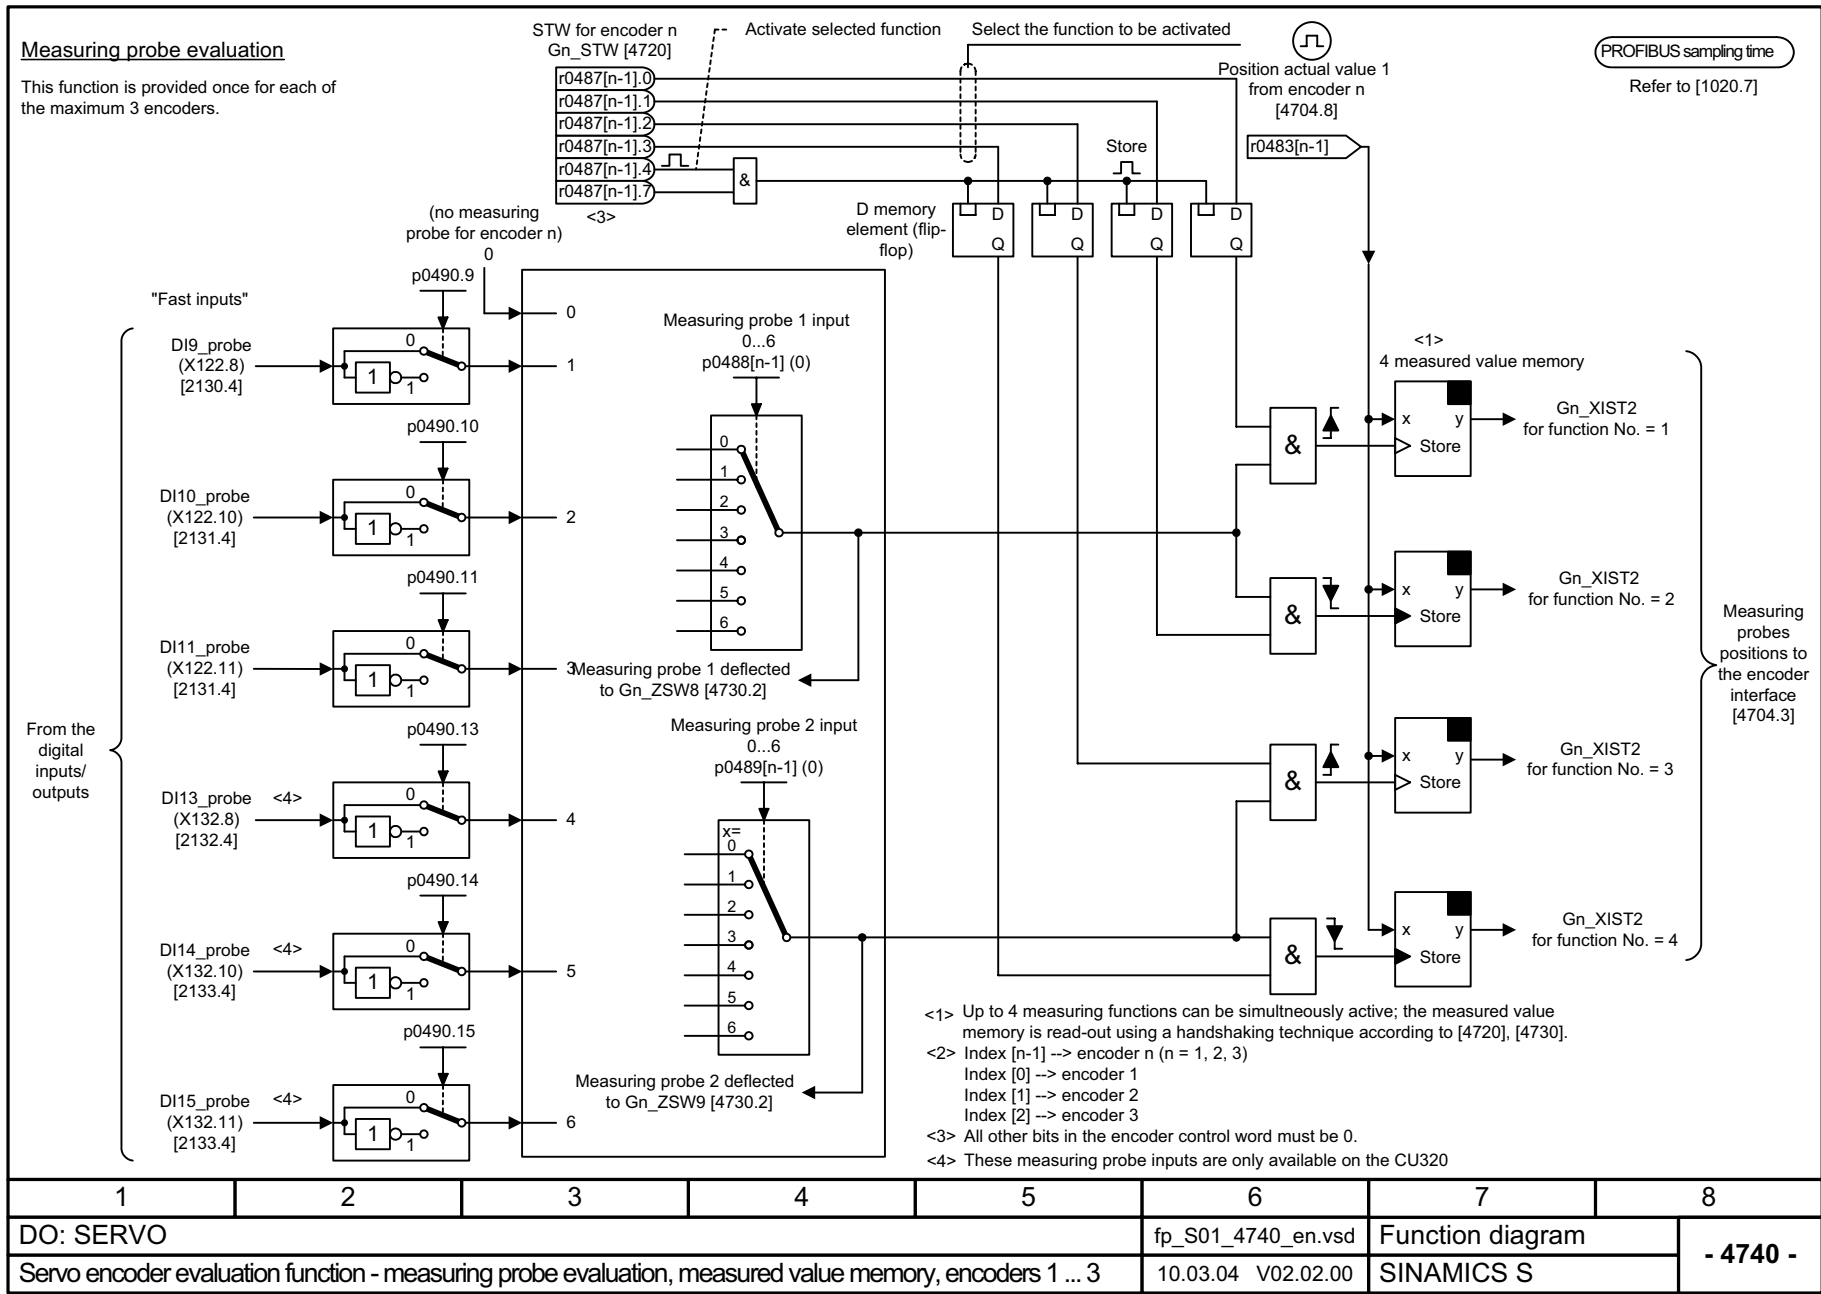 Measuring probe evaluation
This function is provided once for each of
the maximum 3 encoders.
STW for encoder n
Gn_STW [4720]
Activate selected function
Select the function to be activated
Position actual value 1
from encoder n
[4704.8]
PROFIBUS sampling time
Refer to [1020.7]
r0487[n-1].0
r0487[n-1].1
r0487[n-1].2
r0487[n-1].3
r0487[n-1].4
r0487[n-1].7
<3>
&
Store
r0483[n-1]
D memory
element (flip-
flop)
D
Q
D
Q
D
Q
D
Q
(no measuring
probe for encoder n)
0
"Fast inputs"
From the
digital
inputs/
outputs
p0490.9
DI9_probe
(X122.8)
[2130.4]
0
1
1
p0490.10
DI10_probe
(X122.10)
[2131.4]
0
1
1
p0490.11
DI11_probe
(X122.11)
[2131.4]
0
1
1
p0490.13
DI13_probe
(X132.8)
[2132.4]
<4>
0
1
1
p0490.14
DI14_probe
(X132.10)
[2133.4]
<4>
0
1
1
p0490.15
DI15_probe
(X132.11)
[2133.4]
<4>
0
1
1
0
1
2
3
4
5
6
Measuring probe 1 input
0...6
p0488[n-1] (0)
0
1
2
3
4
5
6
Measuring probe 1 deflected
to Gn_ZSW8 [4730.2]
Measuring probe 2 input
0...6
p0489[n-1] (0)
x=
0
1
2
3
4
5
6
Measuring probe 2 deflected
to Gn_ZSW9 [4730.2]
<1>
4 measured value memory
&
x
y
Store
Gn_XIST2
for function No. = 1
&
x
y
Store
Gn_XIST2
for function No. = 2
&
x
y
Store
Gn_XIST2
for function No. = 3
&
x
y
Store
Gn_XIST2
for function No. = 4
Measuring
probes
positions to
the encoder
interface
[4704.3]
<1> Up to 4 measuring functions can be simultneously active; the measured value
memory is read-out using a handshaking technique according to [4720], [4730].
<2> Index [n-1] --> encoder n (n = 1, 2, 3)
Index [0] --> encoder 1
Index [1] --> encoder 2
Index [2] --> encoder 3
<3> All other bits in the encoder control word must be 0.
<4> These measuring probe inputs are only available on the CU320
1 2 3 4 5 6 7 8
DO: SERVO
fp_S01_4740_en.vsd
Function diagram
- 4740 -
Servo encoder evaluation function - measuring probe evaluation, measured value memory, encoders 1 ... 3
10.03.04 V02.02.00
SINAMICS S